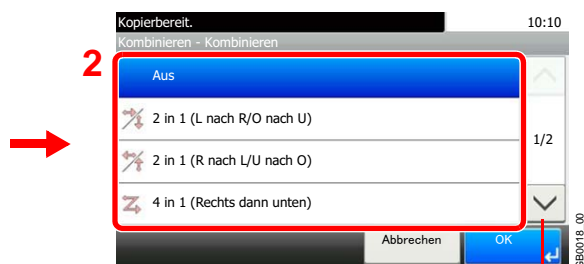 Kopierbereit. 10:10
Kombinieren - Kombinieren
2
Aus
2 in 1 (L nach R/O nach U)
2 in 1 (R nach L/U nach O)
1/2
4 in 1 (Rechts dann unten)
Abbrechen OK
GB0018_00